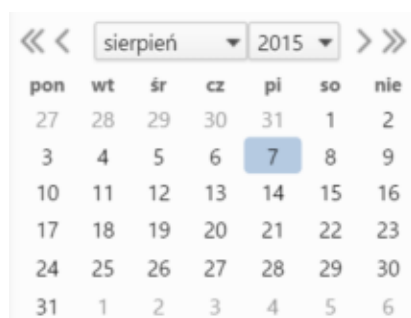 sierpień 2015
pon wt śr cz pi so nie
27 28 29 30 31 1 2
3 4 5 6 7 8 9
10 11 12 13 14 15 16
17 18 19 20 21 22 23
24 25 26 27 28 29 30
31 1 2 3 4 5 6